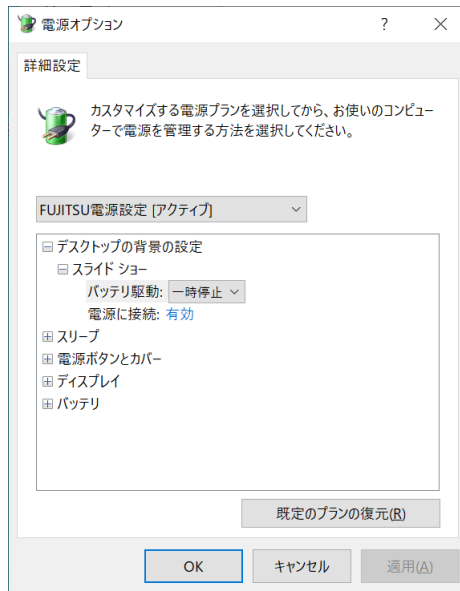 電源オプション
詳細設定
カスタマイズする電源プランを選択してから、お使いのコンピュー
ターで電源を管理する方法を選択してください。
FUJITSU電源設定 [アクティブ]
デスクトップの背景の設定
スライド ショー
バッテリ駆動: 一時停止
電源に接続: 有効
スリープ
電源ボタンとカバー
ディスプレイ
バッテリ
既定のプランの復元(R)
OK キャンセル 適用(A)